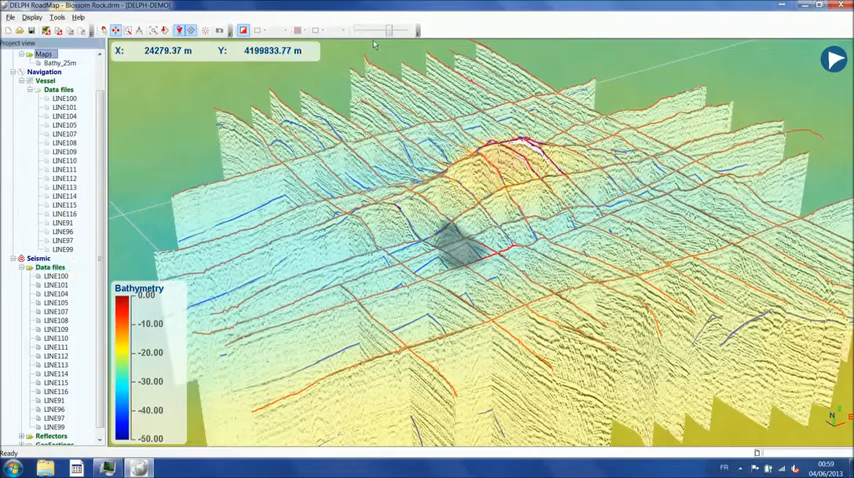 DELPH RoadMap - Blossom Rock.drm - [DELPH-DEMO]
Display Tools Help
Project view
Maps
Bathy_25m
Navigation
Vessel
Data files
LINE100
LINE101
LINE104
LINE105
LINE107
LINE108
LINE109
LINE110
LINE111
LINE112
LINE113
LINE114
LINE115
LINE116
LINE91
LINE96
LINE97
LINE99
Seismic
Data files
LINE100
LINE101
LINE104
LINE105
LINE107
LINE108
LINE109
LINE110
LINE111
LINE112
LINE113
LINE114
LINE115
LINE116
LINE91
LINE96
LINE97
LINE99
Reflectors
X: 24279.37 m Y: 4199833.77 m
Bathymetry
0.00
-10.00
-20.00
-30.00
-40.00
-50.00
N
E
Ready
FR
00:59
04/06/2013